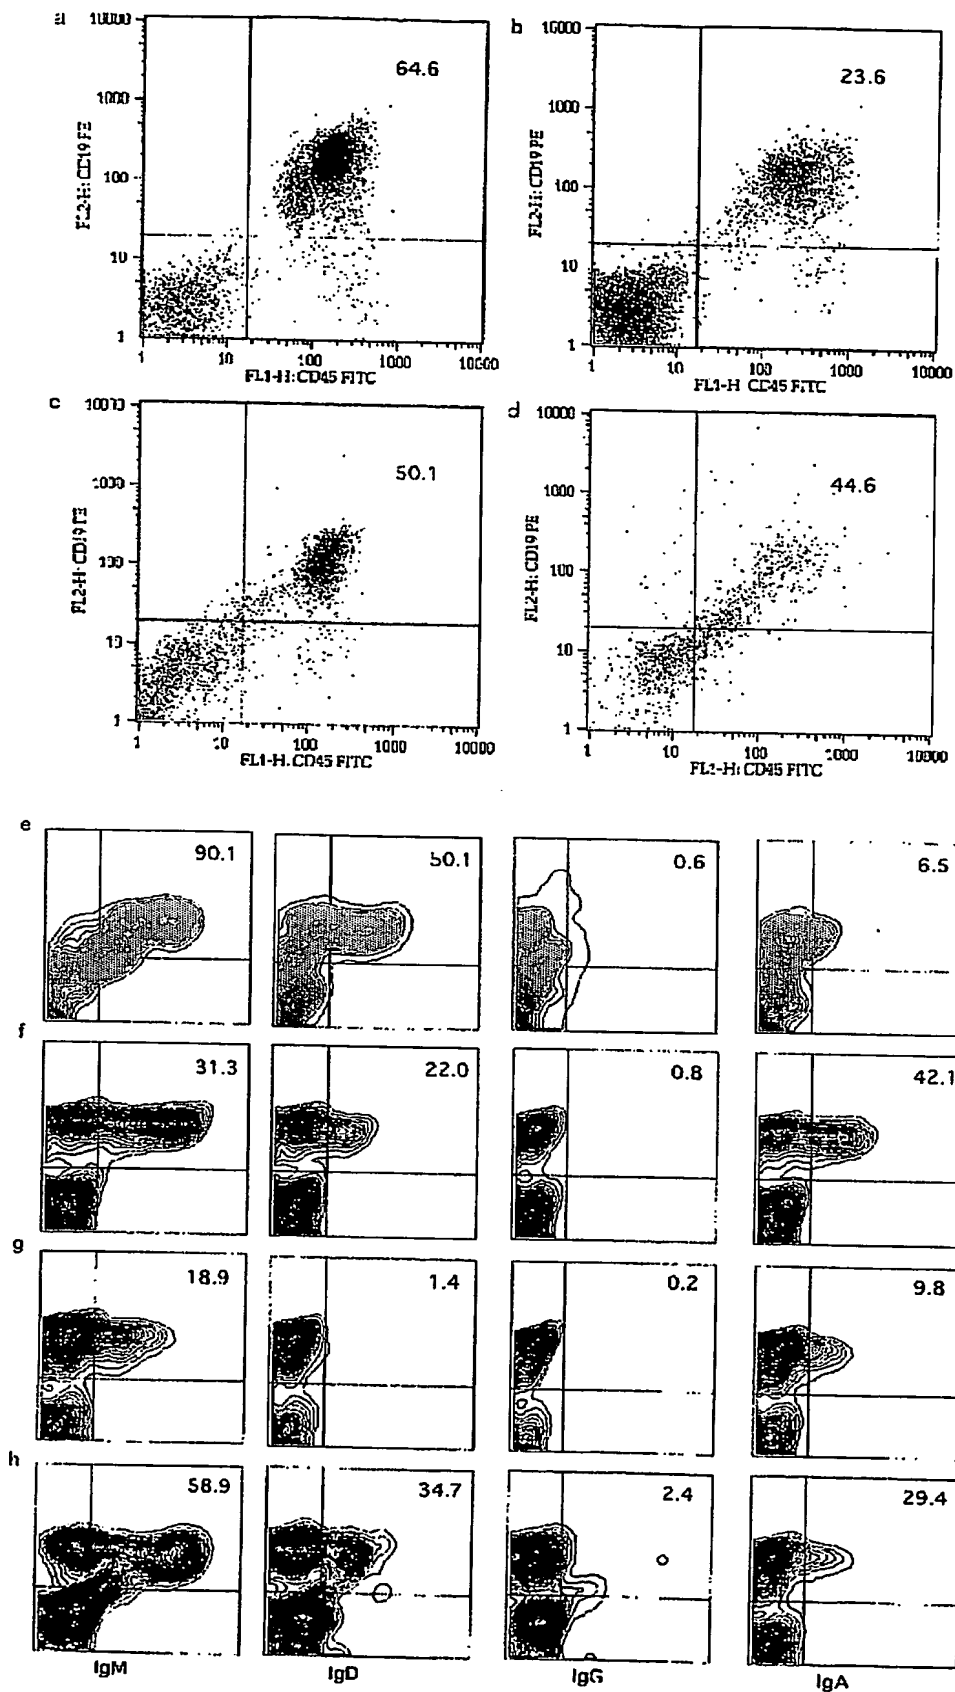 a
10000
1000
100
10
1
FL2-H: CD19 PE
64.6
1 10 100 1000 10000
FL1-H: CD45 FITC
b
10000
1000
100
10
1
FL2-H: CD19 PE
23.6
1 10 100 1000 10000
FL1-H CD45 FITC
c
10000
1000
100
10
1
FL2-H: CD19 PE
50.1
1 10 100 1000 10000
FL1-H: CD45 FITC
d
10000
1000
100
10
1
FL2-H: CD19 PE
44.6
1 10 100 1000 10000
FL2-H: CD45 FITC
e
90.1 50.1 0.6 6.5
f
31.3 22.0 0.8 42.1
g
18.9 1.4 0.2 9.8
h
58.9 34.7 2.4 29.4
IgM IgD IgG IgA